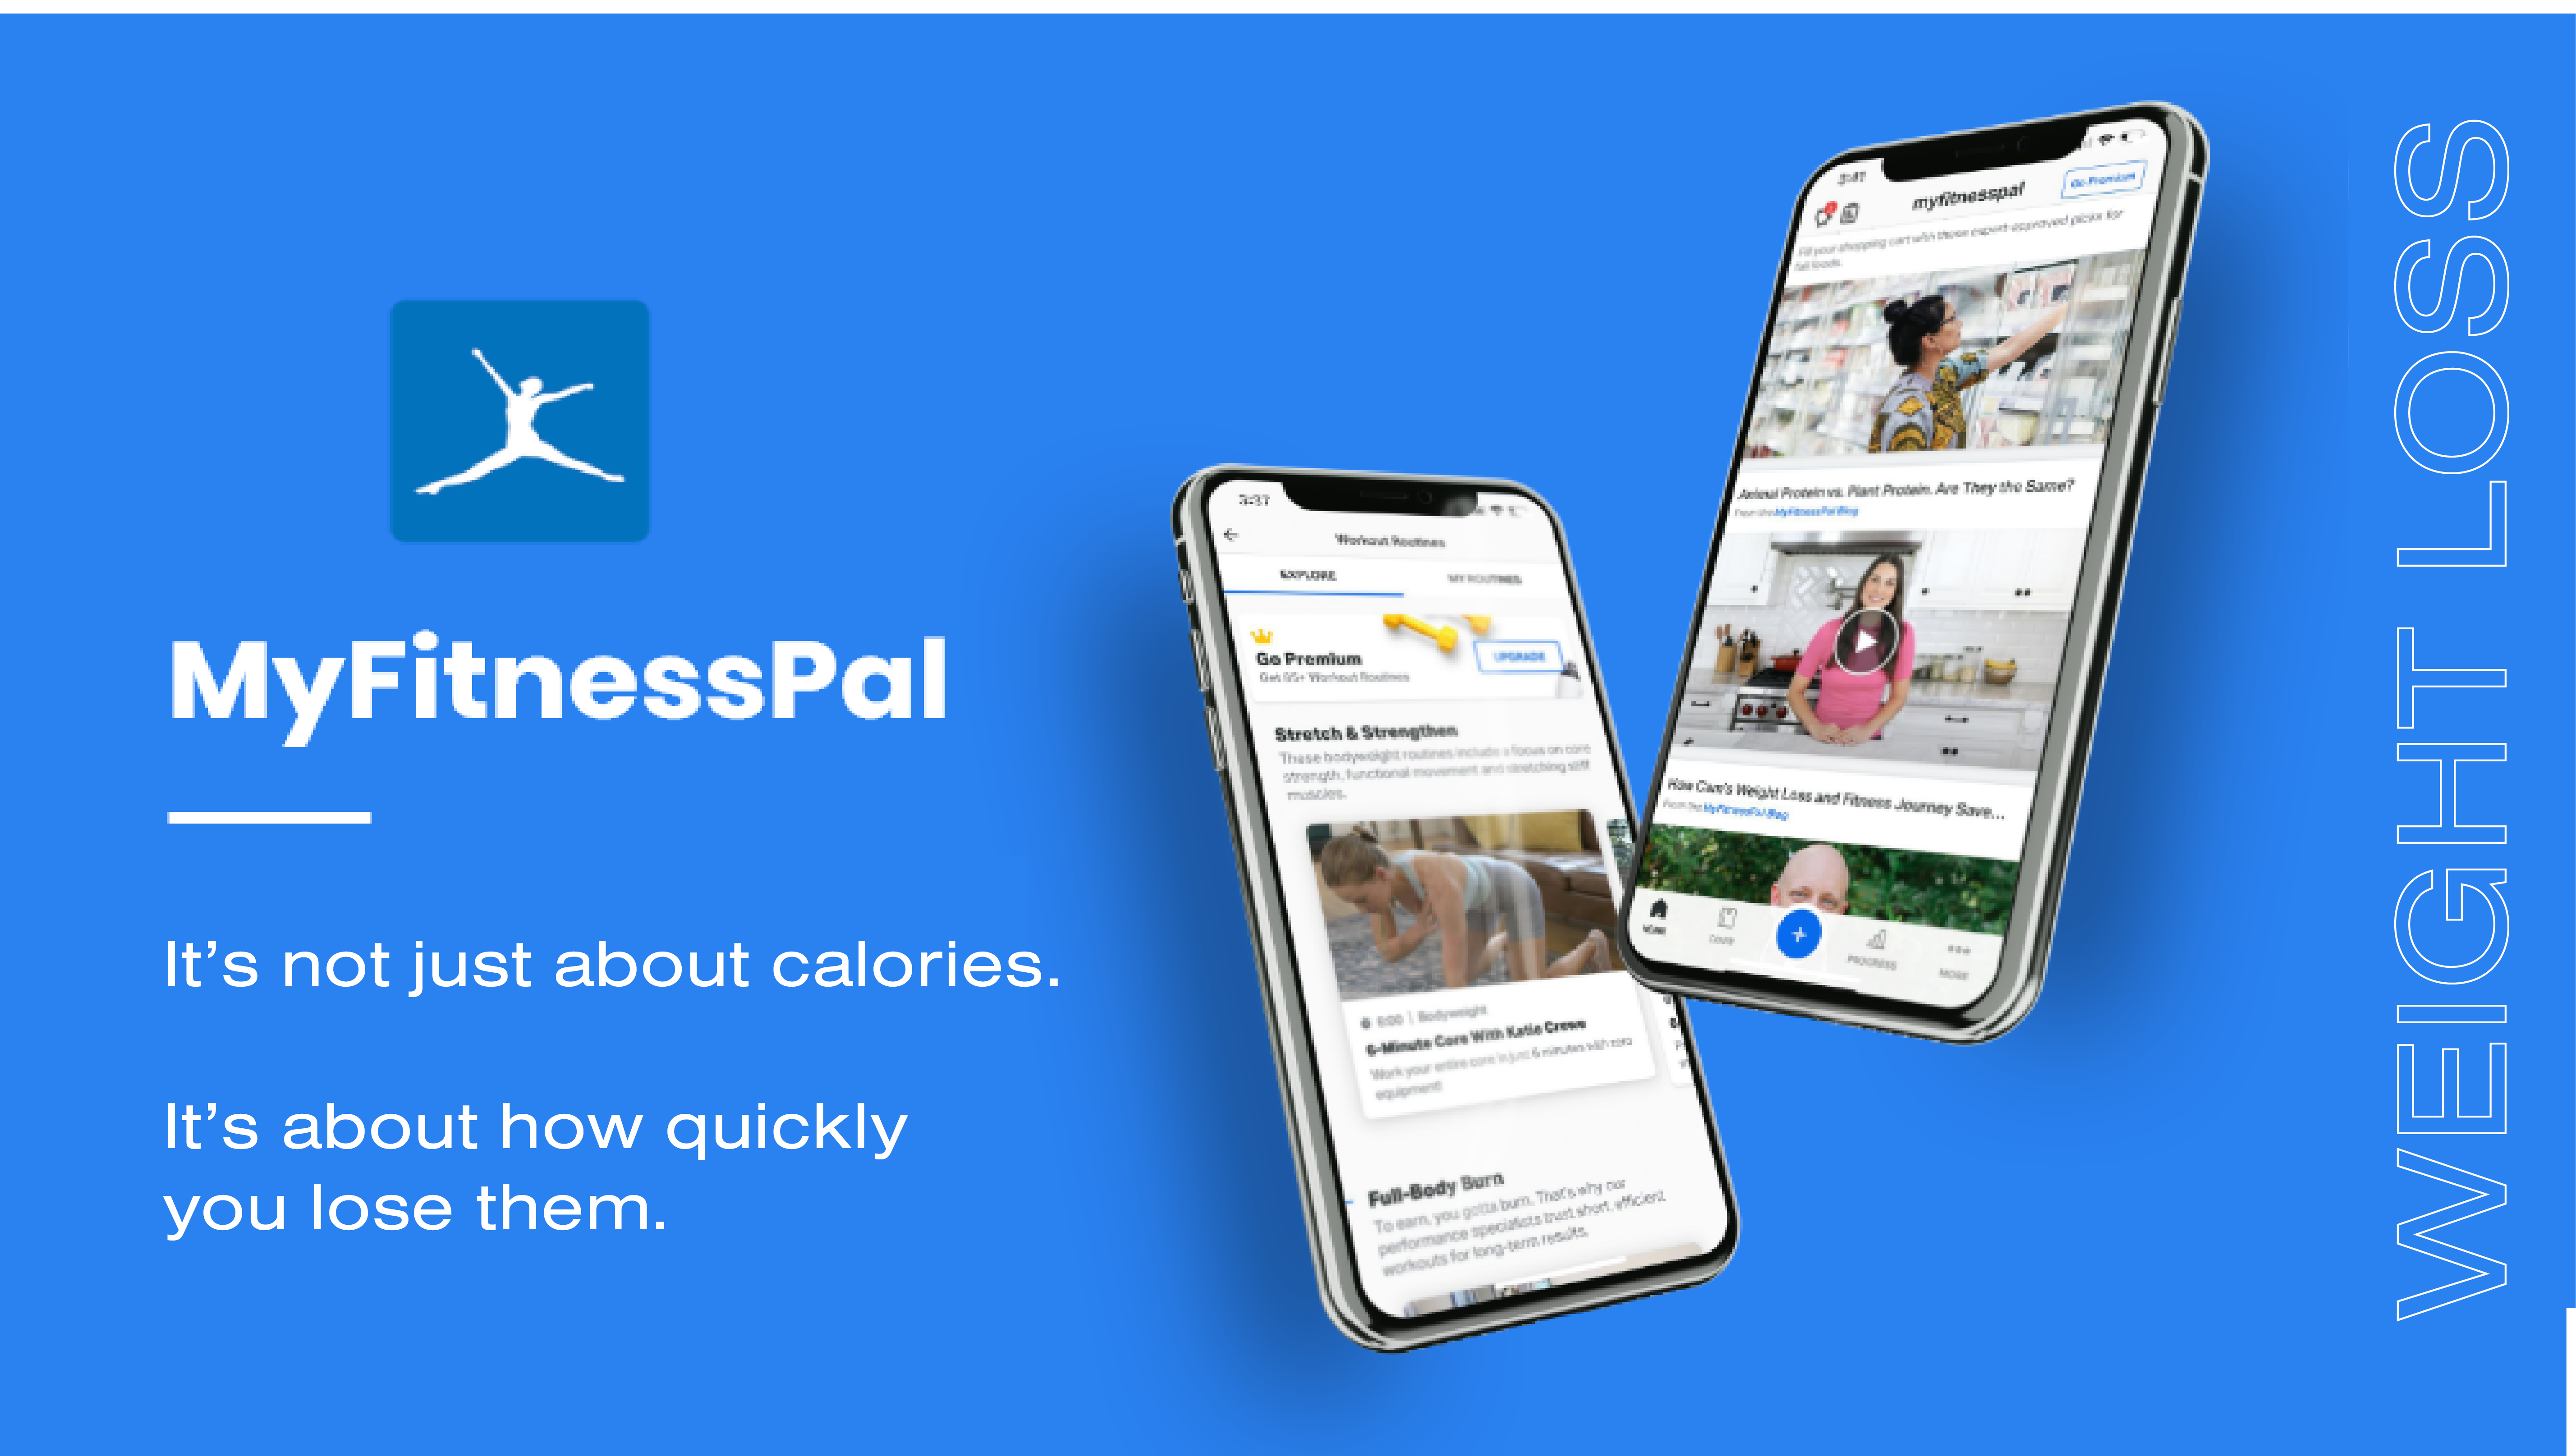 MyFitnessPal
It’s not just about calories.
It’s about how quickly
you lose them.
3:37
Workout Routines
EXPLORE
MY ROUTINES
Go Premium
UPGRADE
Get 95+ Workout Routines
Stretch & Strengthen
These bodyweight routines include a focus on core
strength, functional movement and stretching stiff
muscles.
6:00 | Bodyweight
6-Minute Core With Katie Crewe
Work your entire core in just 6 minutes with zero
equipment!
Full-Body Burn
To earn, you gotta burn. That's why our
performance specialists trust short, efficient
workouts for long-term results.
3:41
myfitnesspal
Go Premium
Fill your shopping cart with these expert-approved picks for
fall foods.
Animal Protein vs. Plant Protein. Are They the Same?
From the MyFitnessPal Blog
How Cam's Weight Loss and Fitness Journey Save...
From the MyFitnessPal Blog
HOME
PROGRESS
MORE
WEIGHT LOSS